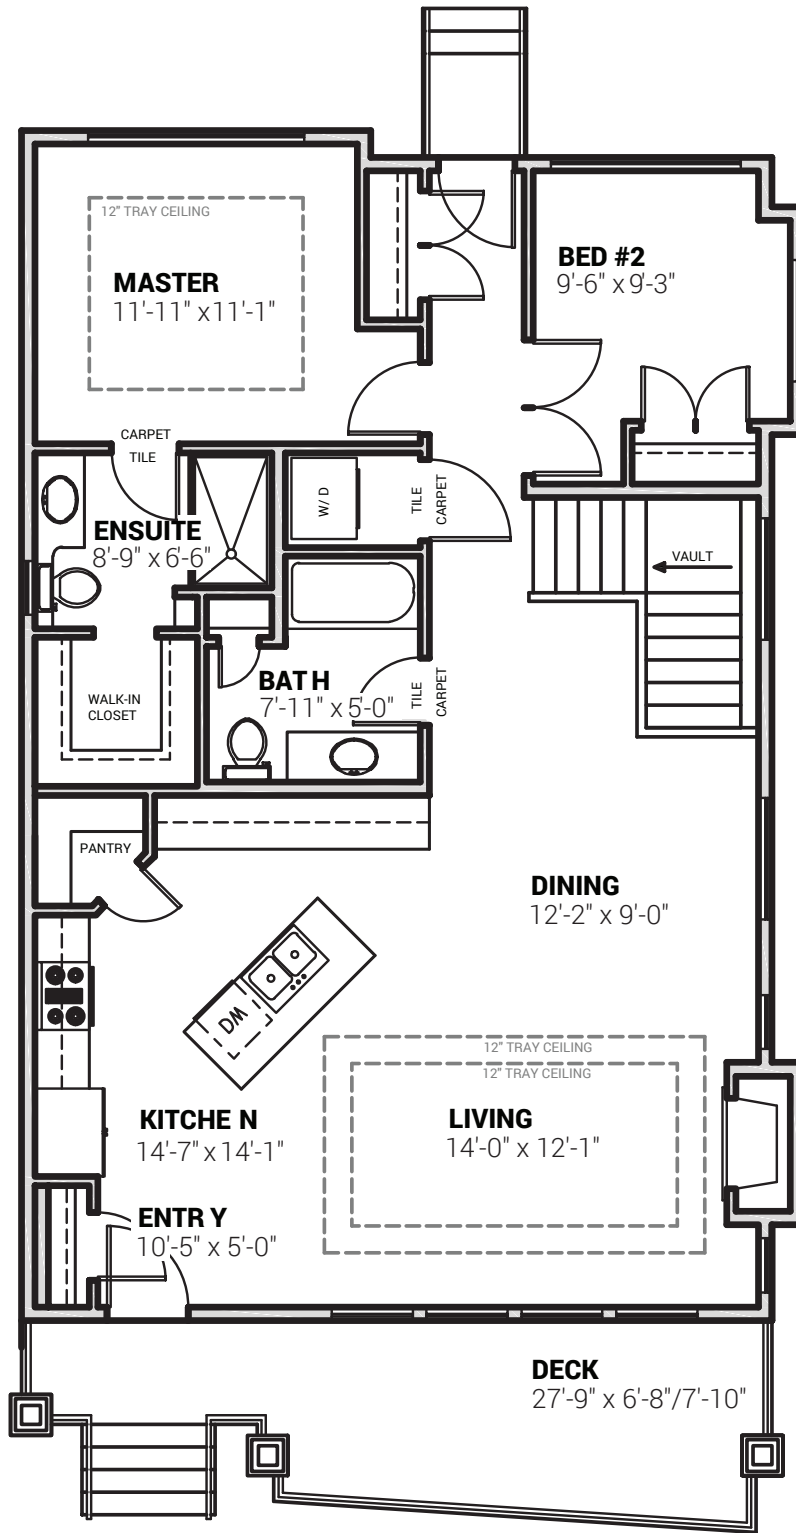 12" TRAY CEILING
MASTER
11'-11" x 11'-1"
BED #2
9'-6" x 9'-3"
CARPET
TILE
W/ D
TILE
CARPET
ENSUITE
8'-9" x 6'-6"
VAULT
WALK-IN
CLOSET
BAT H
7'-11" x 5'-0"
TILE
CARPET
PANTRY
DINING
12'-2" x 9'-0"
DW
12" TRAY CEILING
12" TRAY CEILING
KITCHE N
14'-7" x 14'-1"
LIVING
14'-0" x 12'-1"
ENTR Y
10'-5" x 5'-0"
DECK
27'-9" x 6'-8"/7'-10"